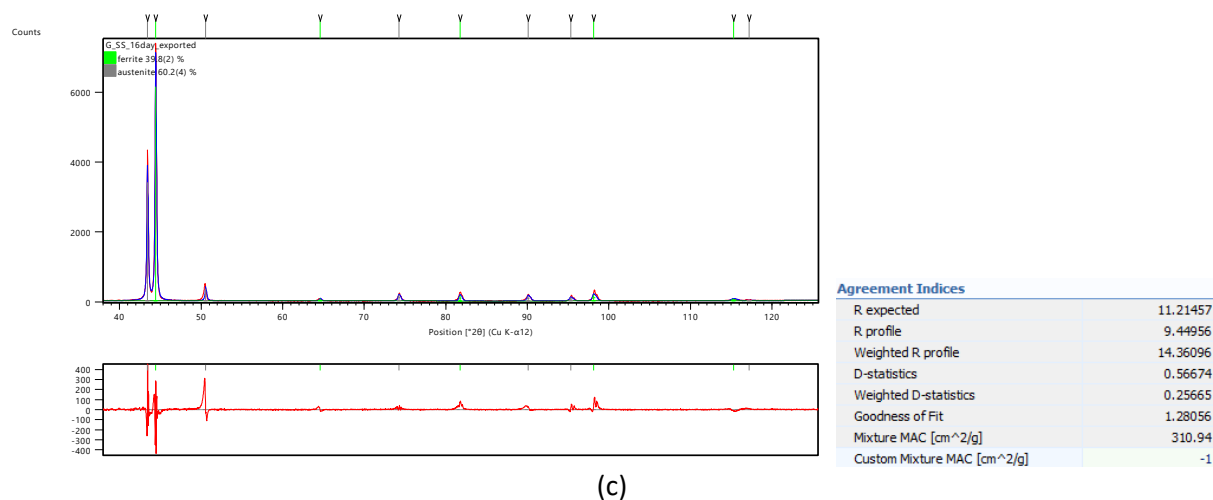 Counts
G_SS_16day_exported
ferrite 39.8(2) %
austenite 60.2(4) %
6000
4000
2000
0
40 50 60 70 80 90 100 110 120
Position [°2θ] (Cu K-α12)
400
300
200
100
0
-100
-200
-300
-400
Agreement Indices
R expected 11.21457
R profile 9.44956
Weighted R profile 14.36096
D-statistics 0.56674
Weighted D-statistics 0.25665
Goodness of Fit 1.28056
Mixture MAC [cm^2/g] 310.94
Custom Mixture MAC [cm^2/g] -1
(c)